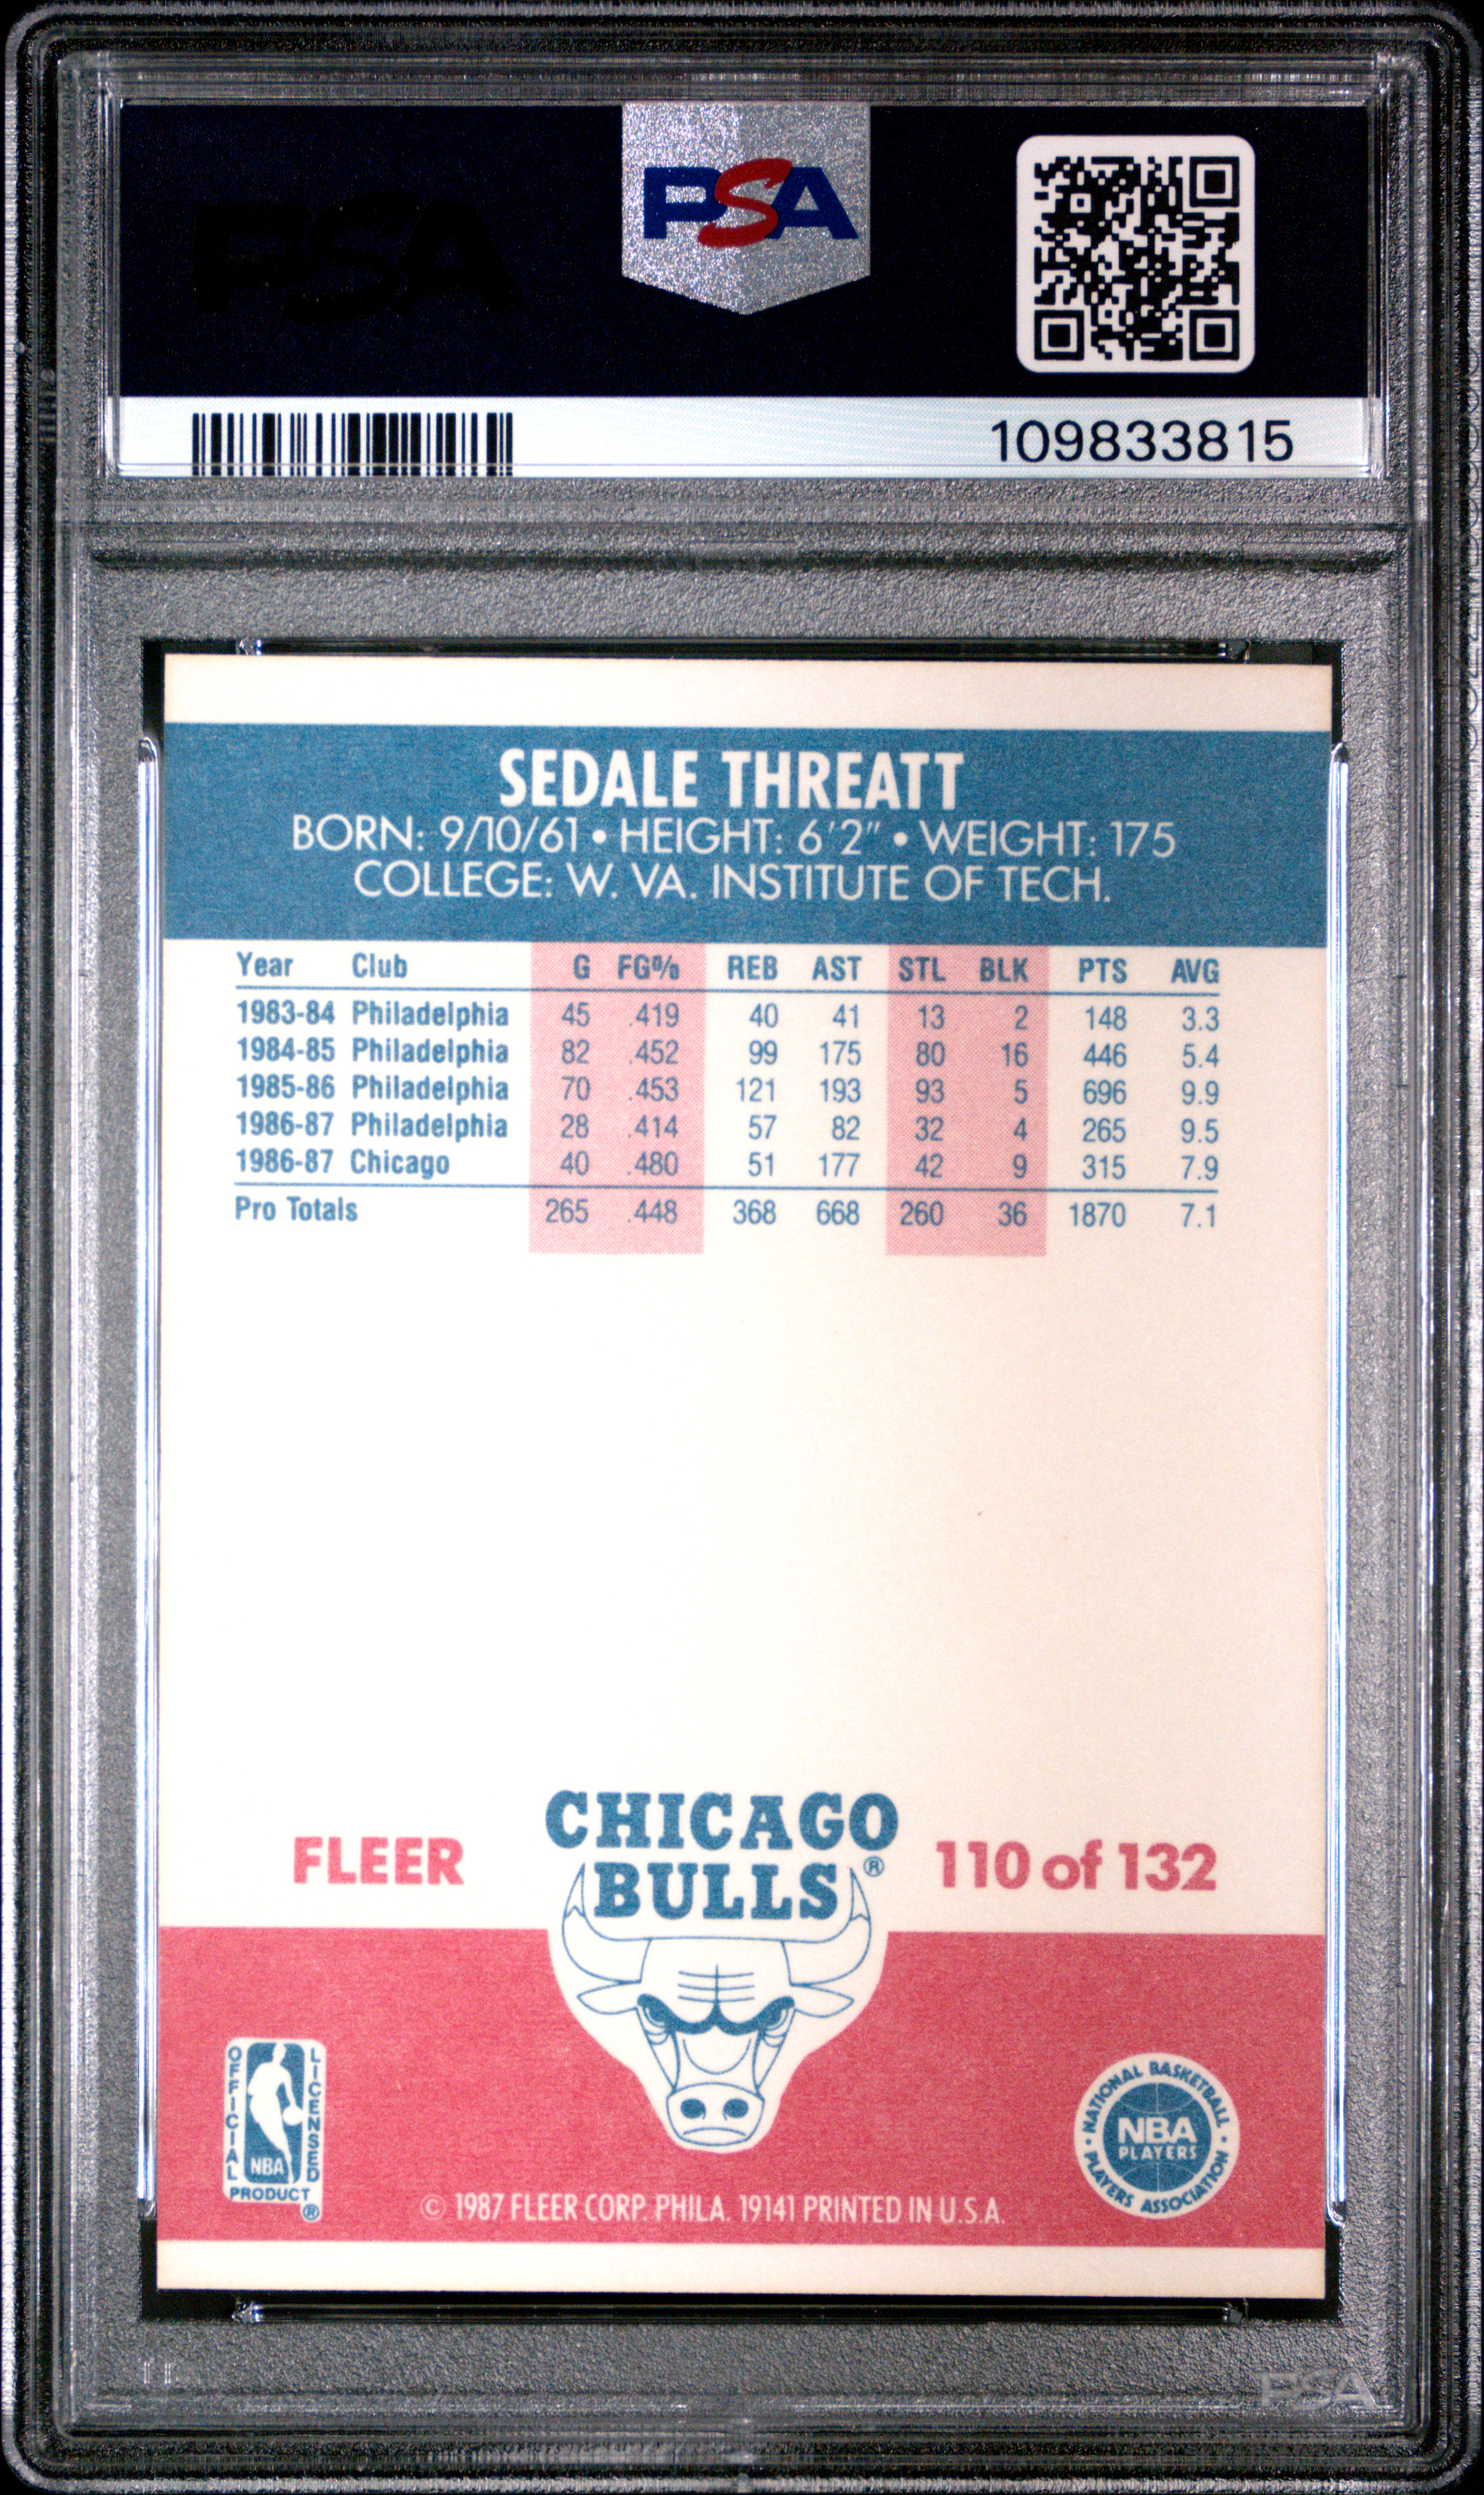 PSA
PSA
109833815
SEDALE THREATT
BORN: 9/10/61 • HEIGHT: 6'2" • WEIGHT: 175
COLLEGE: W. VA. INSTITUTE OF TECH.
Year Club G FG% REB AST STL BLK PTS AVG
1983-84 Philadelphia 45 .419 40 41 13 2 148 3.3
1984-85 Philadelphia 82 .452 99 175 80 16 446 5.4
1985-86 Philadelphia 70 .453 121 193 93 5 696 9.9
1986-87 Philadelphia 28 .414 57 82 32 4 265 9.5
1986-87 Chicago 40 .480 51 177 42 9 315 7.9
Pro Totals 265 .448 368 668 260 36 1870 7.1
CHICAGO
BULLS ®
FLEER
110 of 132
OFFICIAL LICENSED
NBA
PRODUCT
®
NATIONAL BASKETBALL
NBA
PLAYERS
• PLAYERS ASSOCIATION •
© 1987 FLEER CORP. PHILA. 19141 PRINTED IN U.S.A.
PSA